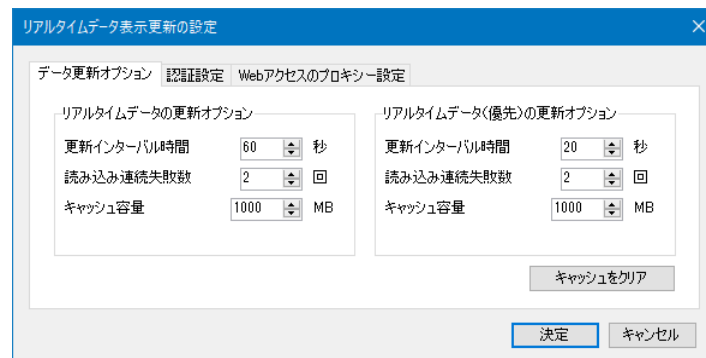 リアルタイムデータ表示更新の設定
データ更新オプション 認証設定 Webアクセスのプロキシー設定
リアルタイムデータの更新オプション
更新インターバル時間 60 秒
読み込み連続失敗数 2 回
キャッシュ容量 1000 MB
リアルタイムデータ(優先)の更新オプション
更新インターバル時間 20 秒
読み込み連続失敗数 2 回
キャッシュ容量 1000 MB
キャッシュをクリア
決定 キャンセル